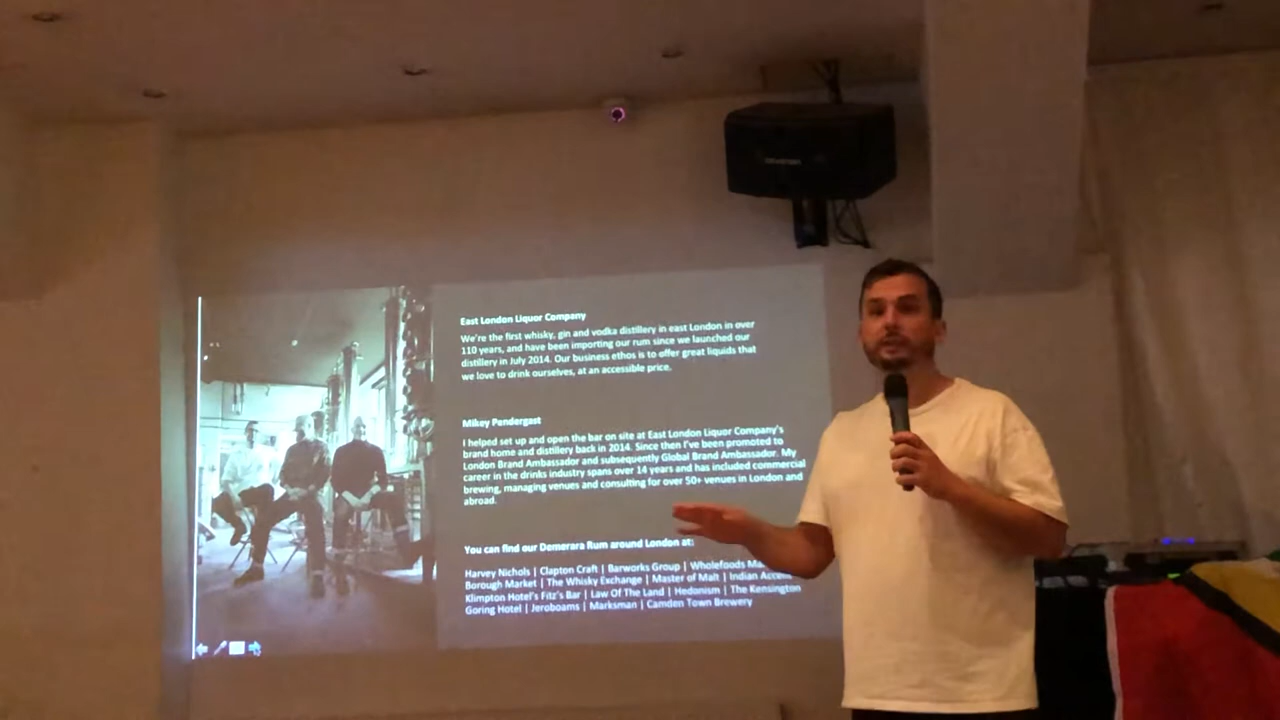 East London Liquor Company
We're the first whisky, gin and vodka distillery in east London in over
110 years, and have been importing our rum since we launched our
distillery in July 2014. Our business ethos is to offer great liquids that
we love to drink ourselves, at an accessible price.
Mikey Pendergast
I helped set up and open the bar on site at East London Liquor Company's
brand home and distillery back in 2014. Since then I've been promoted to
London Brand Ambassador and subsequently Global Brand Ambassador. My
career in the drinks industry spans over 14 years and has included commercial
brewing, managing venues and consulting for over 50+ venues in London and
abroad.
You can find our Demerara Rum around London at:
Harvey Nichols | Clapton Craft | Barworks Group | Wholefoods
Borough Market | The Whisky Exchange | Master of Malt | Indian
Klimpton Hotel's Fitz's Bar | Law Of The Land | Hedonism | The Kensington
Goring Hotel | Jeroboams | Marksman | Camden Town Brewery